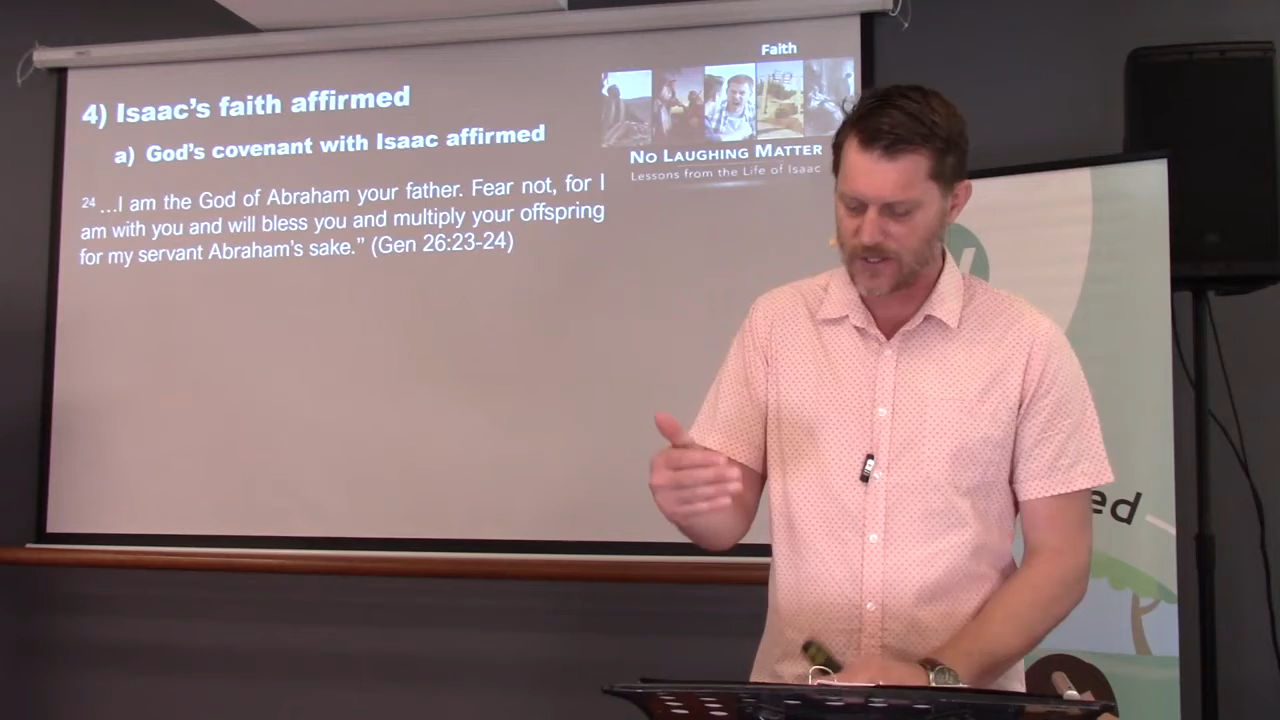 4) Isaac's faith affirmed
a) God's covenant with Isaac affirmed
24 …I am the God of Abraham your father. Fear not, for I
am with you and will bless you and multiply your offspring
for my servant Abraham's sake.” (Gen 26:23-24)
Faith
No Laughing Matter
Lessons from the Life of Isaac
ed